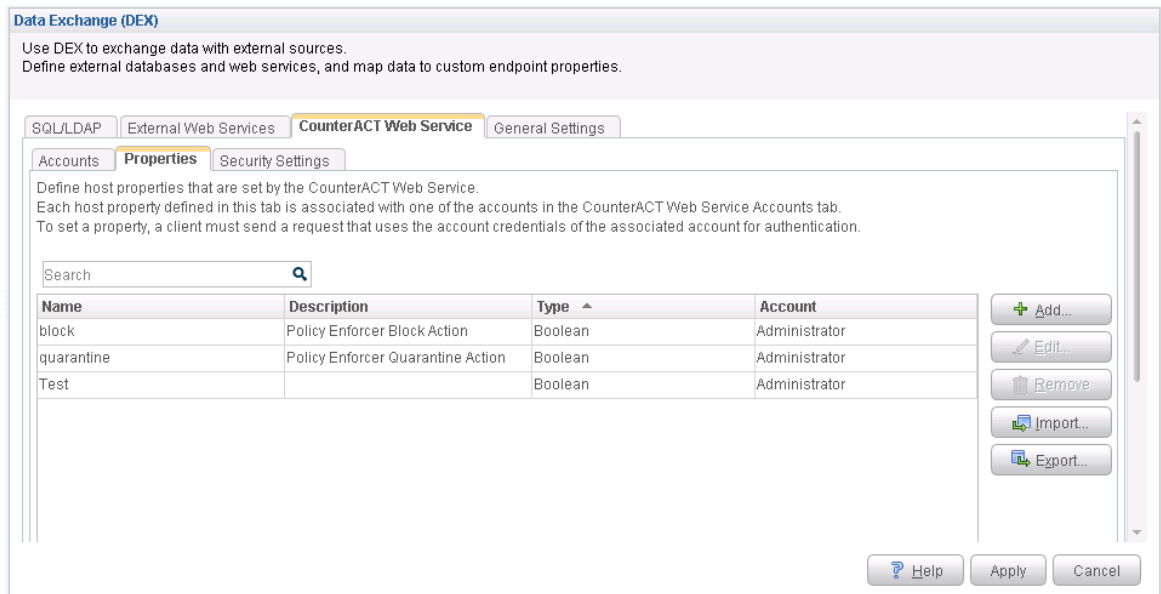 Data Exchange (DEX)
Use DEX to exchange data with external sources.
Define external databases and web services, and map data to custom endpoint properties.
SQL/LDAP External Web Services CounterACT Web Service General Settings
Accounts Properties Security Settings
Define host properties that are set by the CounterACT Web Service.
Each host property defined in this tab is associated with one of the accounts in the CounterACT Web Service Accounts tab.
To set a property, a client must send a request that uses the account credentials of the associated account for authentication.
Search
Name Description Type Account
block Policy Enforcer Block Action Boolean Administrator
quarantine Policy Enforcer Quarantine Action Boolean Administrator
Test Boolean Administrator
Add...
Edit...
Remove
Import...
Export...
Help Apply Cancel